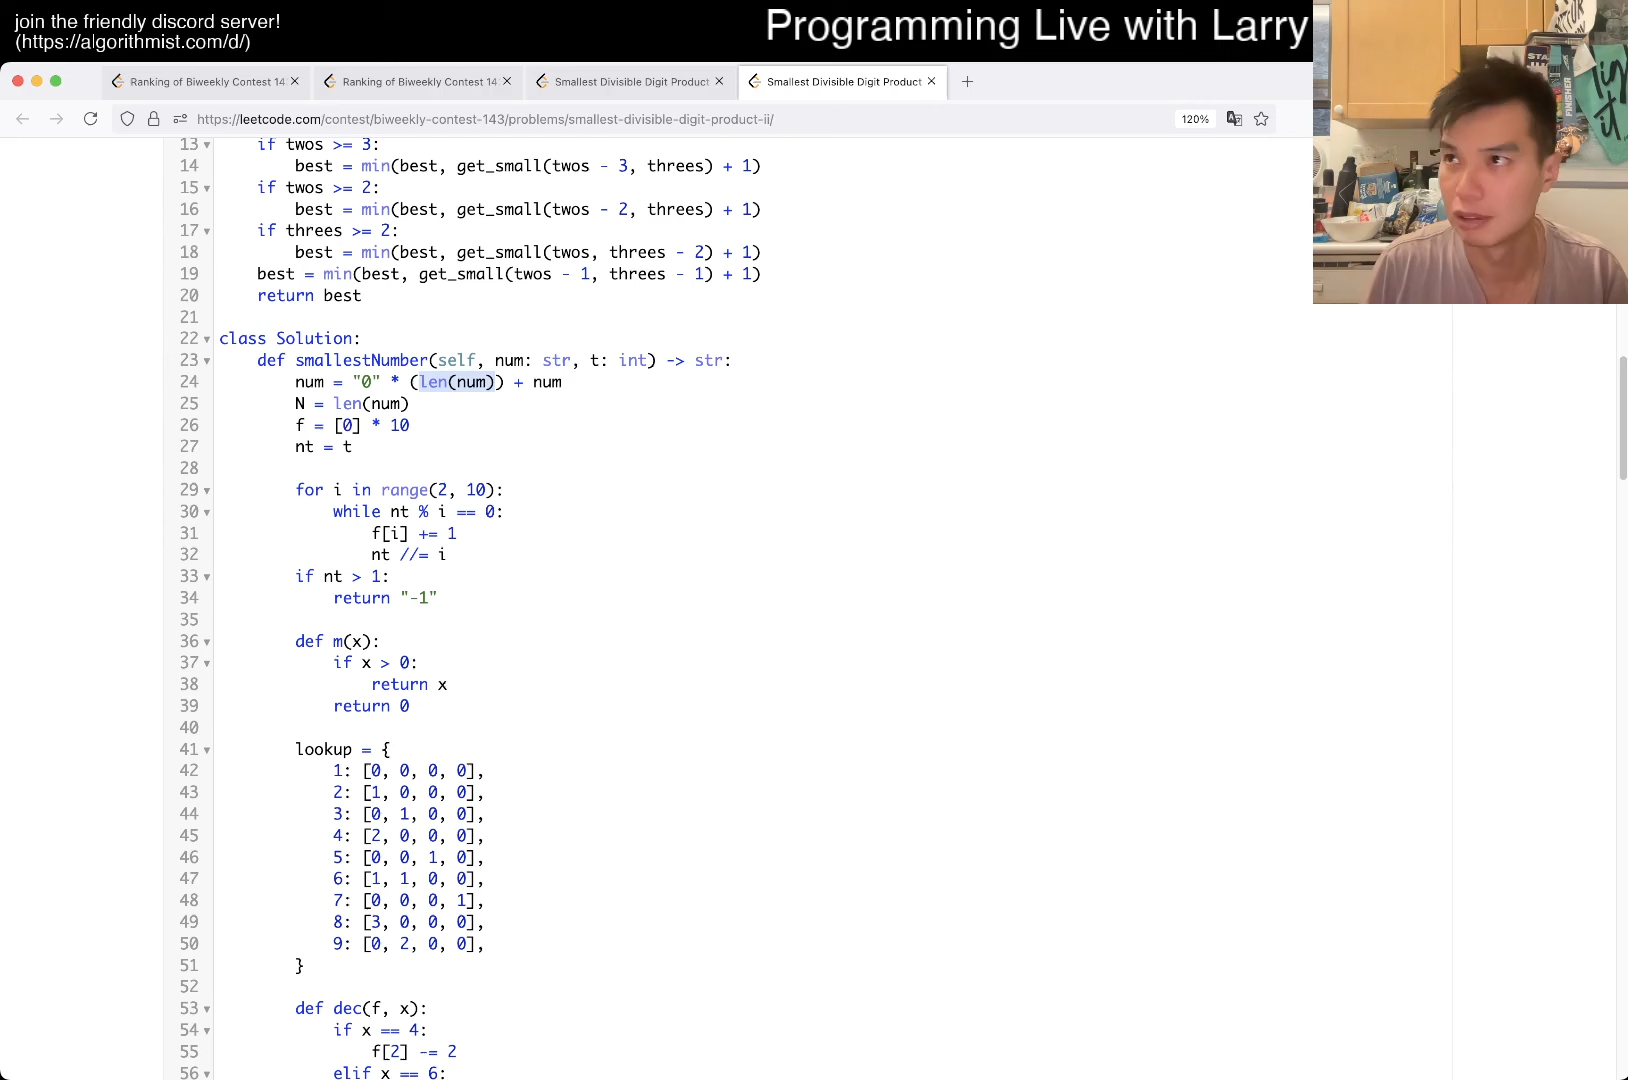 join the friendly discord server!
(https://algorithmist.com/d/)
Programming Live with Larry
Ranking of Biweekly Contest 14
Ranking of Biweekly Contest 14
Smallest Divisible Digit Product
Smallest Divisible Digit Product
https://leetcode.com/contest/biweekly-contest-143/problems/smallest-divisible-digit-product-ii/
120%
13 if twos >= 3:
14 best = min(best, get_small(twos - 3, threes) + 1)
15 if twos >= 2:
16 best = min(best, get_small(twos - 2, threes) + 1)
17 if threes >= 2:
18 best = min(best, get_small(twos, threes - 2) + 1)
19 best = min(best, get_small(twos - 1, threes - 1) + 1)
20 return best
21
22 class Solution:
23 def smallestNumber(self, num: str, t: int) -> str:
24 num = "0" * (len(num)) + num
25 N = len(num)
26 f = [0] * 10
27 nt = t
28
29 for i in range(2, 10):
30 while nt % i == 0:
31 f[i] += 1
32 nt //= i
33 if nt > 1:
34 return "-1"
35
36 def m(x):
37 if x > 0:
38 return x
39 return 0
40
41 lookup = {
42 1: [0, 0, 0, 0],
43 2: [1, 0, 0, 0],
44 3: [0, 1, 0, 0],
45 4: [2, 0, 0, 0],
46 5: [0, 0, 1, 0],
47 6: [1, 1, 0, 0],
48 7: [0, 0, 0, 1],
49 8: [3, 0, 0, 0],
50 9: [0, 2, 0, 0],
51 }
52
53 def dec(f, x):
54 if x == 4:
55 f[2] -= 2
56 elif x == 6: